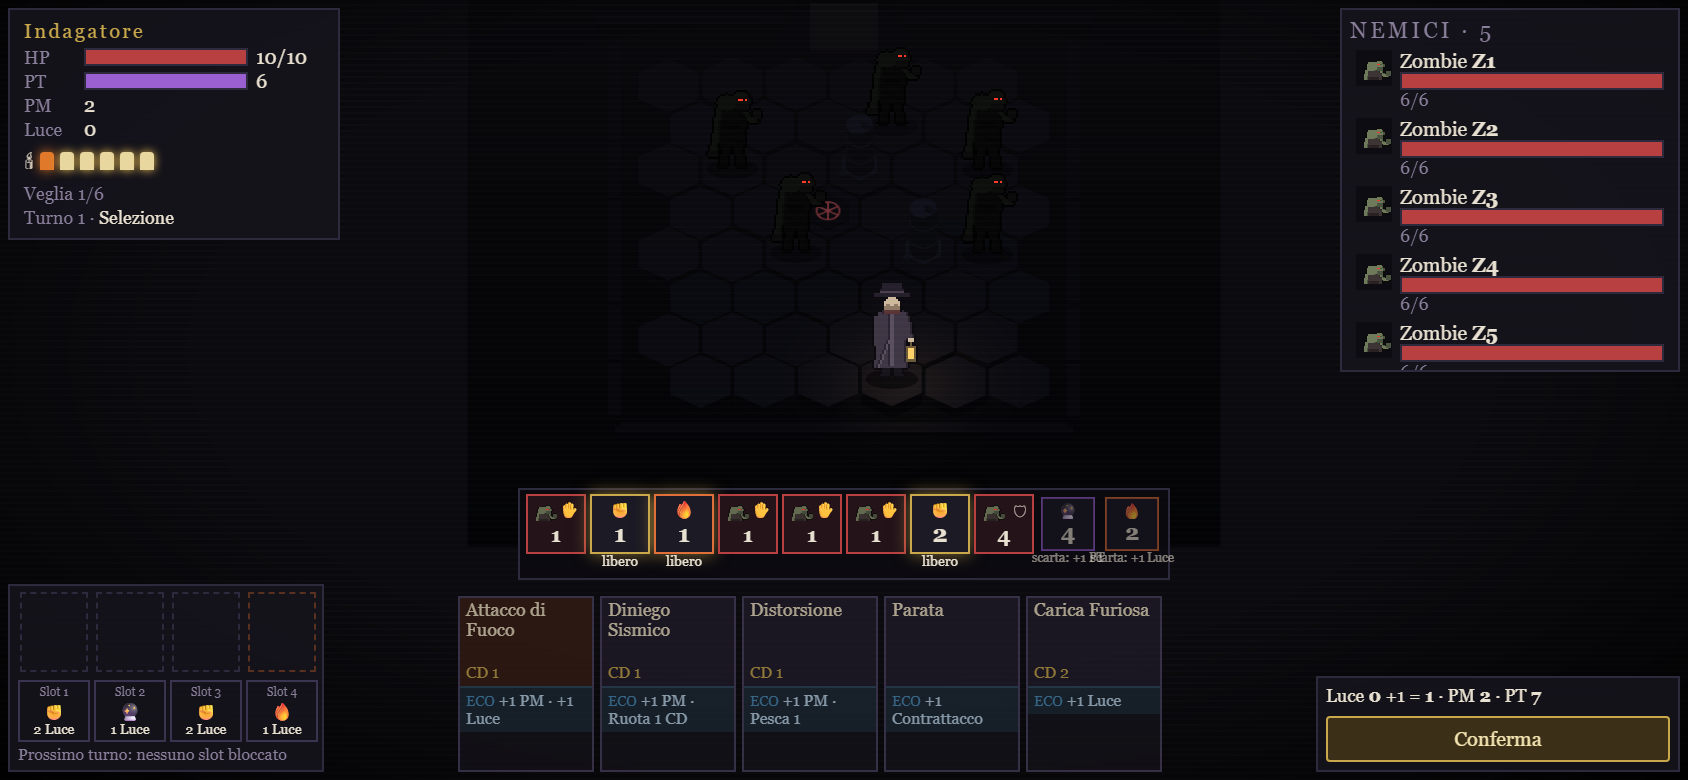 Indagatore
HP 10/10
PT 6
PM 2
Luce 0
Veglia 1/6
Turno 1 · Selezione
NEMICI · 5
Zombie Z1
6/6
Zombie Z2
6/6
Zombie Z3
6/6
Zombie Z4
6/6
Zombie Z5
6/6
1 1 1 1 1 1 2 4 4 2
libero libero libero scarta: +1 scarta: +1 Luce
Attacco di
Fuoco
CD 1
ECO +1 PM · +1
Luce
Diniego
Sismico
CD 1
ECO +1 PM ·
Ruota 1 CD
Distorsione
CD 1
ECO +1 PM ·
Pesca 1
Parata
ECO +1
Contrattacco
Carica Furiosa
CD 2
ECO +1 Luce
Slot 1 Slot 2 Slot 3 Slot 4
2 Luce 1 Luce 2 Luce 1 Luce
Prossimo turno: nessuno slot bloccato
Luce 0 +1 = 1 · PM 2 · PT 7
Conferma